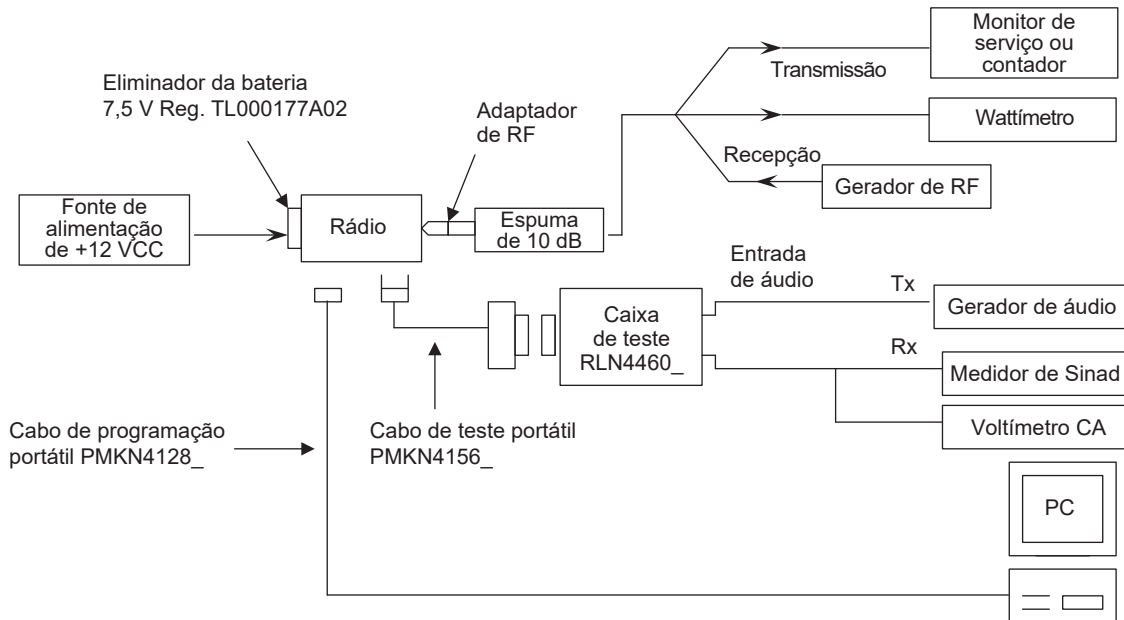 Monitor de
serviço ou
contador
Transmissão
Eliminador da bateria
7,5 V Reg. TL000177A02
Adaptador
de RF
Wattímetro
Recepção
Gerador de RF
Fonte de
alimentação
de +12 VCC
Rádio
Espuma
de 10 dB
Entrada
de áudio
Tx
Gerador de áudio
Caixa
de teste
RLN4460_
Rx
Medidor de Sinad
Voltímetro CA
Cabo de programação
portátil PMKN4128_
Cabo de teste portátil
PMKN4156_
PC